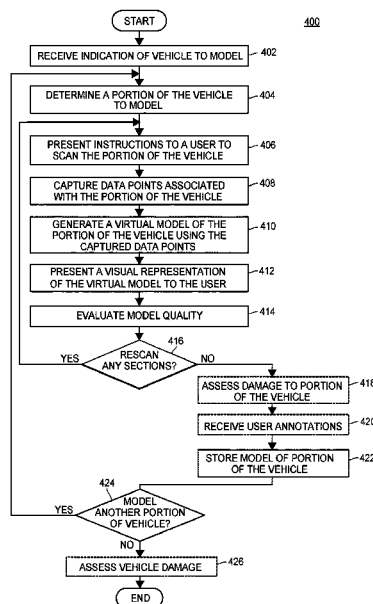 START
400
RECEIVE INDICATION OF VEHICLE TO MODEL
402
DETERMINE A PORTION OF THE VEHICLE
TO MODEL
404
PRESENT INSTRUCTIONS TO A USER TO
SCAN THE PORTION OF THE VEHICLE
406
CAPTURE DATA POINTS ASSOCIATED
WITH THE PORTION OF THE VEHICLE
408
GENERATE A VIRTUAL MODEL OF THE
PORTION OF THE VEHICLE USING THE
CAPTURED DATA POINTS
410
PRESENT A VISUAL REPRESENTATION
OF THE VIRTUAL MODEL TO THE USER
412
EVALUATE MODEL QUALITY
414
416
YES
RESCAN
ANY SECTIONS?
NO
ASSESS DAMAGE TO PORTION
OF THE VEHICLE
418
RECEIVE USER ANNOTATIONS
420
STORE MODEL OF PORTION
OF THE VEHICLE
422
424
YES
MODEL
ANOTHER PORTION
OF VEHICLE?
NO
ASSESS VEHICLE DAMAGE
426
END